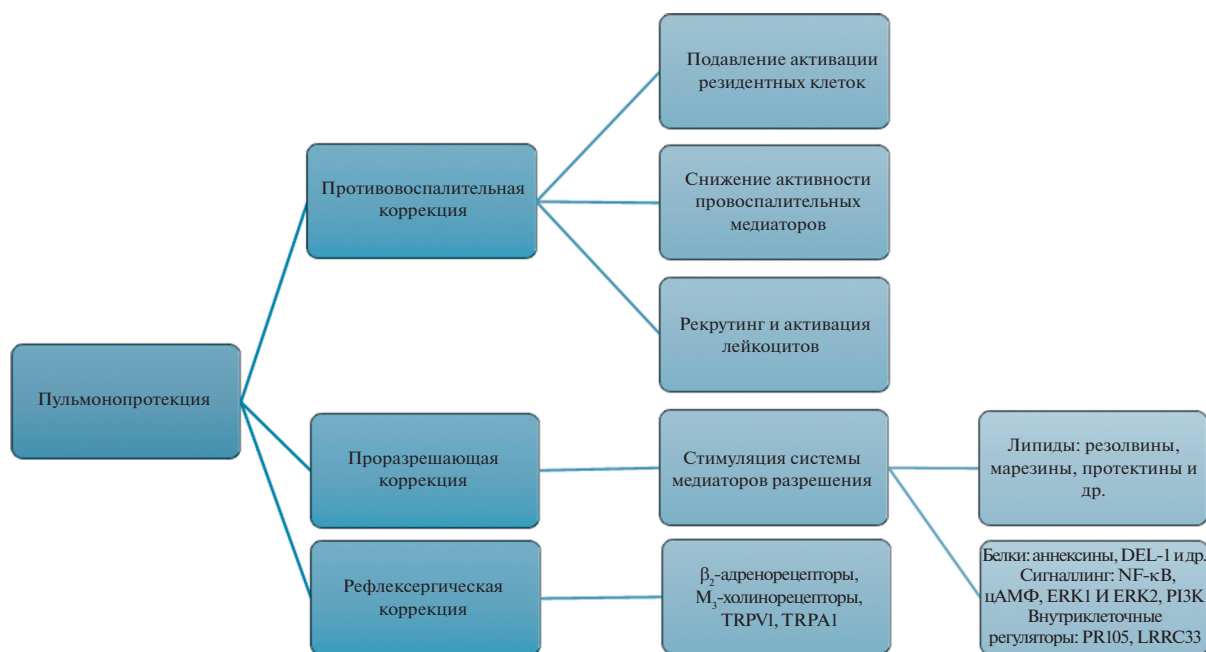 Пульмонопротекция
Противовоспалительная
коррекция
Подавление активации
резидентных клеток
Снижение активности
провоспалительных
медиаторов
Рекрутинг и активация
лейкоцитов
Проразрешающая
коррекция
Стимуляция системы
медиаторов разрешения
Липиды: резолвины,
марезины, протектины и
др.
Белки: аннексины, DEL-1 и др.
Сигналлинг: NF-κB,
цАМФ, ERK1 И ERK2, PI3K
Внутриклеточные
регуляторы: PR105, LRRC33
Рефлексергическая
коррекция
β₂-адренорецепторы,
М₃-холинорецепторы,
TRPV1, TRPA1